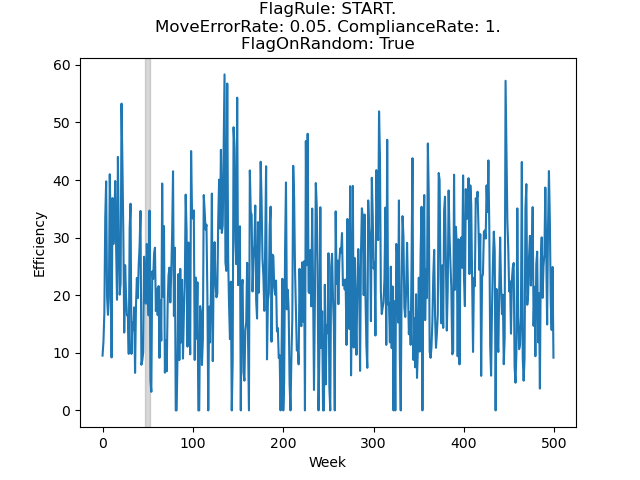 FlagRule: START.
MoveErrorRate: 0.05. ComplianceRate: 1.
FlagOnRandom: True
60
50
40
30
20
10
0
Efficiency
0 100 200 300 400 500
Week